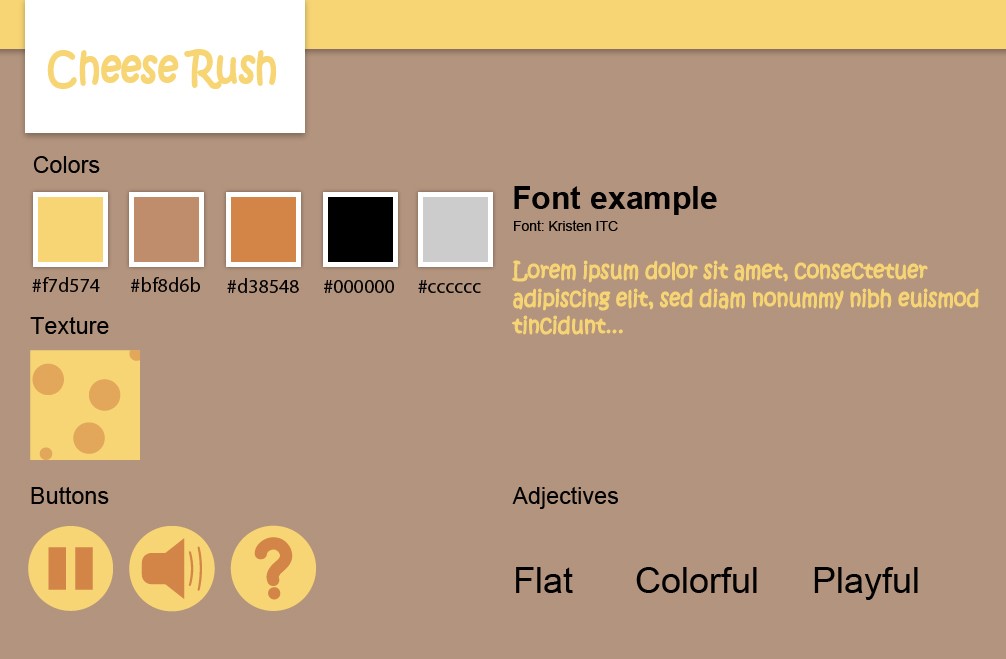 Cheese Rush
Colors
#f7d574 #bf8d6b #d38548 #000000 #cccccc
Font example
Font: Kristen ITC
Lorem ipsum dolor sit amet, consectetuer
adipiscing elit, sed diam nonummy nibh euismod
tincidunt...
Texture
Buttons
?
Adjectives
Flat Colorful Playful